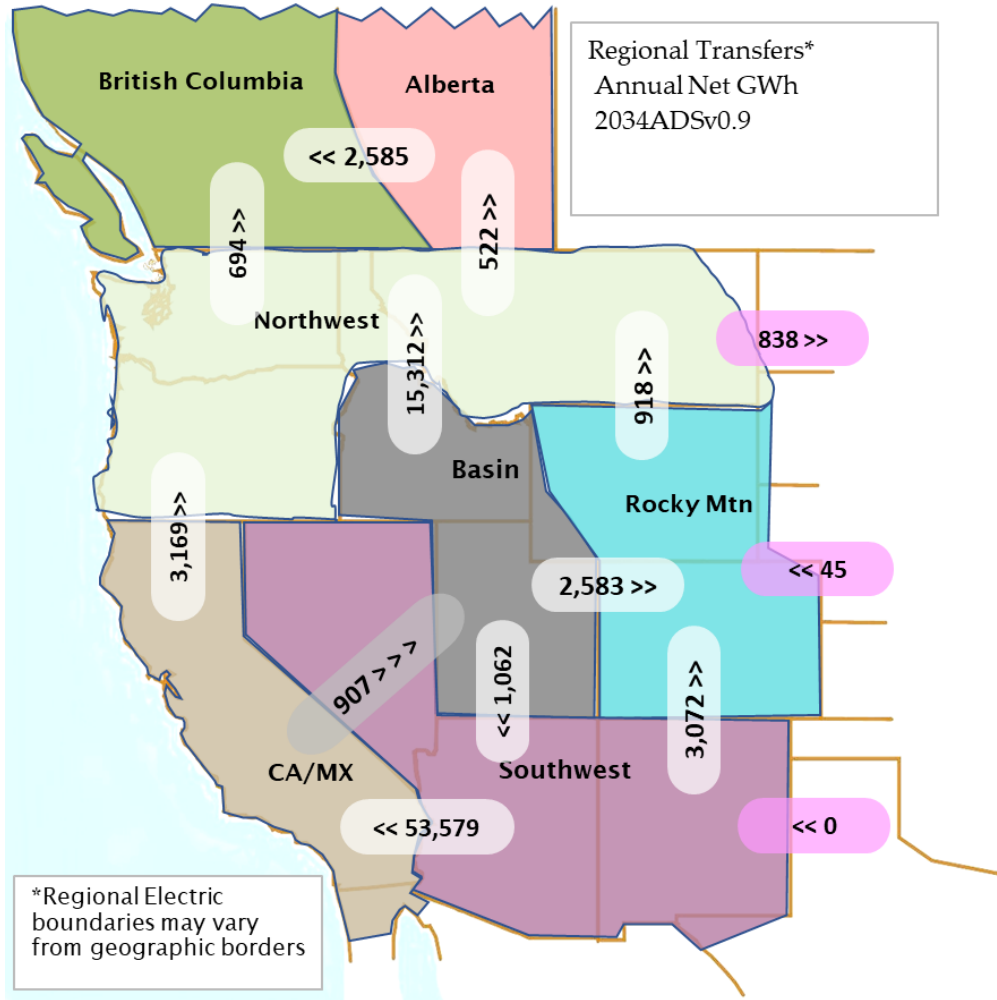 Regional Transfers*
Annual Net GWh
2034ADSv0.9
British Columbia
Alberta
<< 2,585
694 >>
522 >>
Northwest
15,312 >>
838 >>
918 >>
Basin
Rocky Mtn
3,169 >>
<< 45
2,583 >>
907 > > >
<< 1,062
3,072 >>
CA/MX
Southwest
<< 53,579
<< 0
*Regional Electric
boundaries may vary
from geographic borders